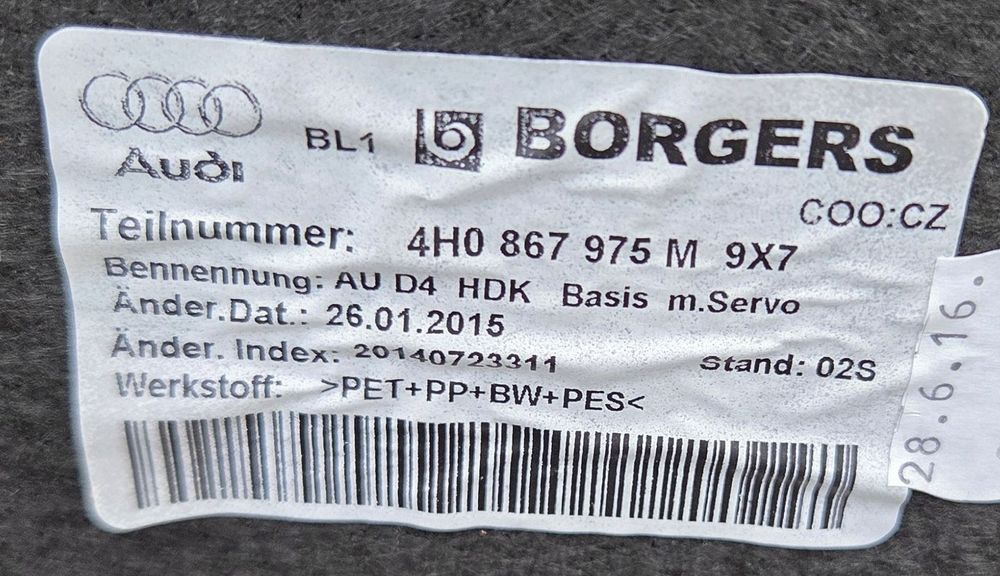 Audi BL1 BORGERS
COO:CZ
Teilnummer: 4H0 867 975 M 9X7
Bennennung: AU D4 HDK Basis m.Servo
Änder.Dat.: 26.01.2015
Änder. Index: 20140723311 Stand: 02S
Werkstoff: >PET+PP+BW+PES<
28.6.16.